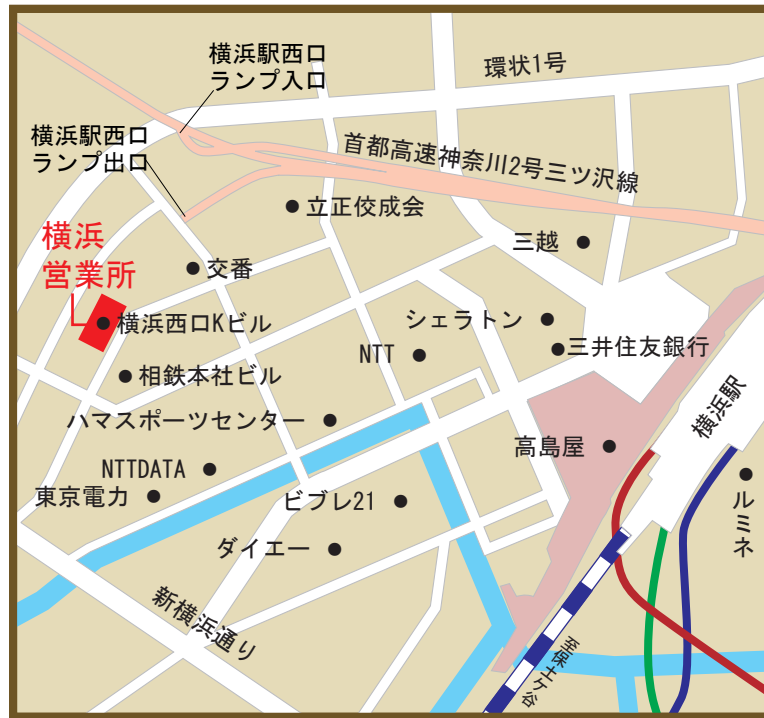 横浜駅西口
ランプ入口
環状1号
横浜駅西口
ランプ出口
首都高速神奈川2号三ツ沢線
立正佼成会
横浜
営業所
三越
交番
横浜西口Kビル
シェラトン
三井住友銀行
NTT
相鉄本社ビル
横浜駅
ハマスポーツセンター
高島屋
NTTDATA
東京電力
ビブレ21
ルミネ
ダイエー
新横浜通り
至保土ケ谷